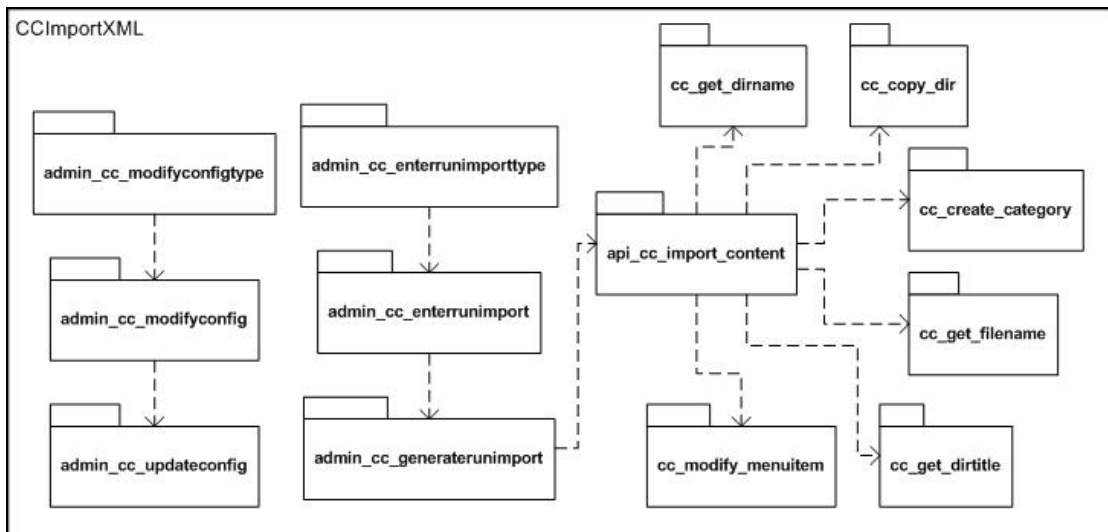 CCImportXML
cc_get_dirname
cc_copy_dir
admin_cc_modifyconfigtype
admin_cc_enterrunimporttype
cc_create_category
api_cc_import_content
admin_cc_modifyconfig
admin_cc_enterrunimport
cc_get_filename
admin_cc_updateconfig
admin_cc_generaterunimport
cc_modify_menuitem
cc_get_dirtitle